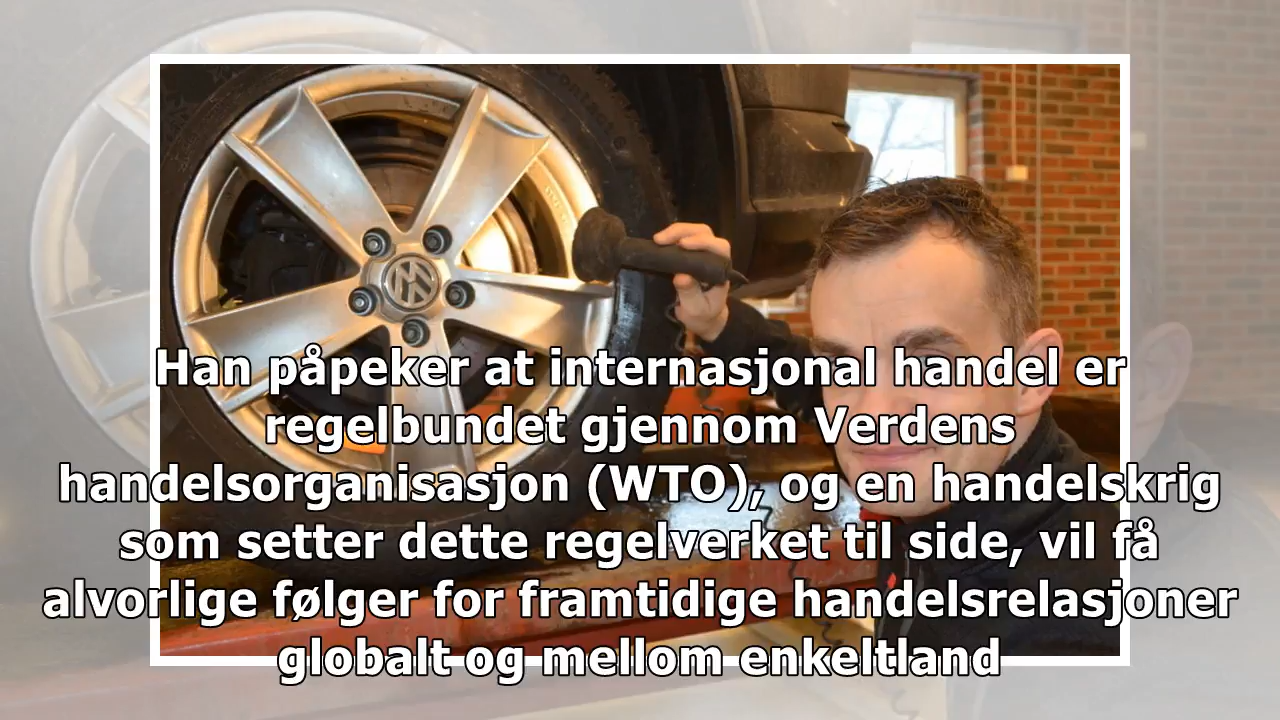 Han påpeker at internasjonal handel er
regelbundet gjennom Verdens
handelsorganisasjon (WTO), og en handelskrig
som setter dette regelverket til side, vil få
alvorlige følger for framtidige handelsrelasjoner
globalt og mellom enkeltland